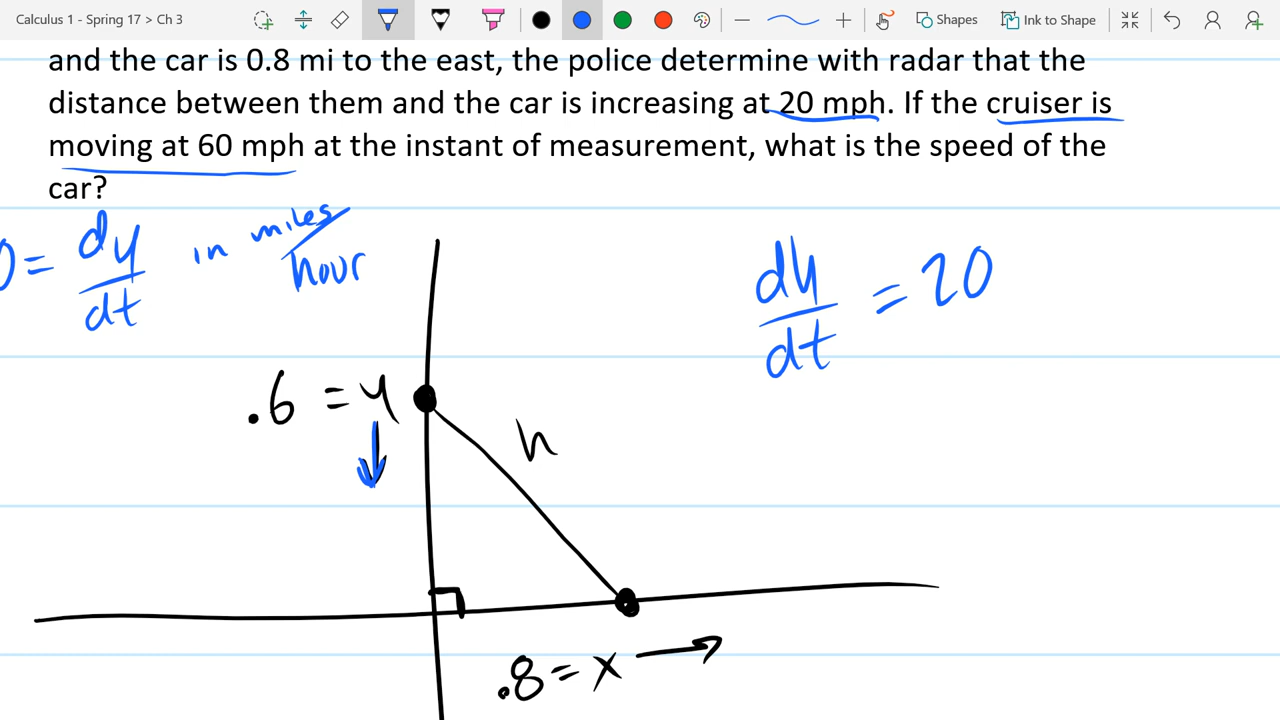 Calculus 1 - Spring 17 > Ch 3
Shapes
Ink to Shape
and the car is 0.8 mi to the east, the police determine with radar that the
distance between them and the car is increasing at 20 mph. If the cruiser is
moving at 60 mph at the instant of measurement, what is the speed of the
car?
0 = dy/dt in miles/hour
dh/dt = 20
.6 = y
h
.8 = x